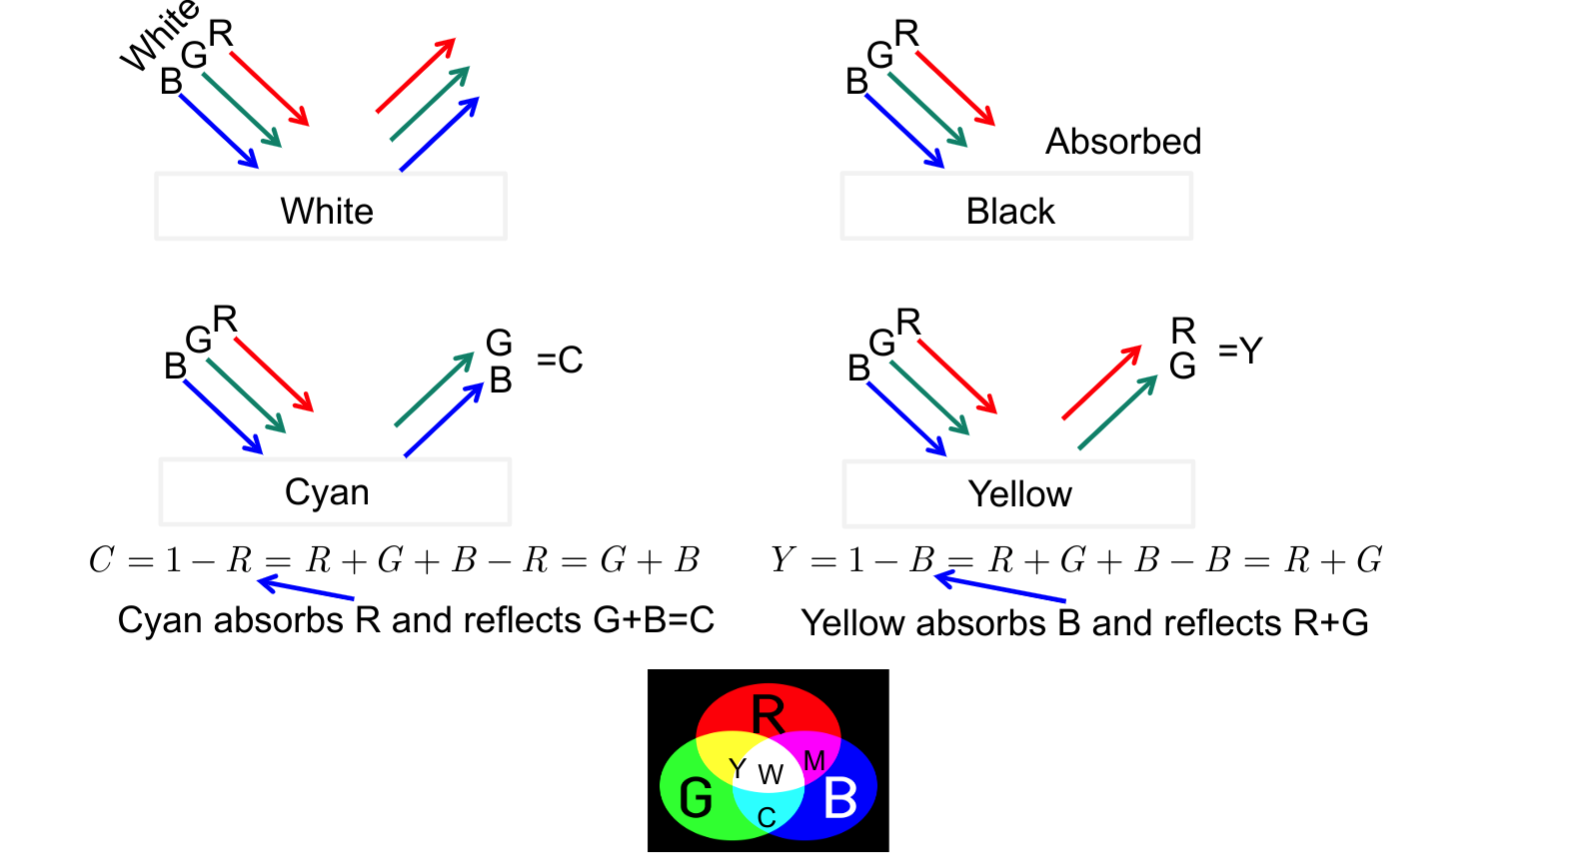 White
R
G
B
White
R
G
B
Absorbed
Black
R
G
B
G
B
=C
Cyan
R
G
B
R
G
=Y
Yellow
C = 1 − R = R + G + B − R = G + B
Y = 1 − B = R + G + B − B = R + G
Cyan absorbs R and reflects G+B=C
Yellow absorbs B and reflects R+G
R
Y
W
M
G
B
C